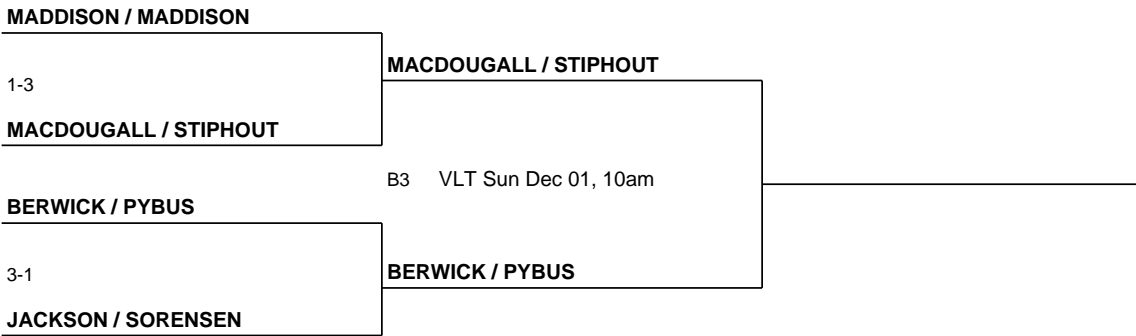 MADDISON / MADDISON
1-3
MACDOUGALL / STIPHOUT
MACDOUGALL / STIPHOUT
B3 VLT Sun Dec 01, 10am
BERWICK / PYBUS
3-1
BERWICK / PYBUS
JACKSON / SORENSEN